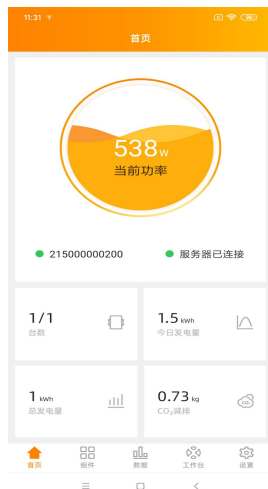 11:31
首页
538w
当前功率
215000000200
服务器已连接
1/1
台数
1.5 kWh
今日发电量
1 kWh
总发电量
0.73 kg
CO₂减排
CO₂
首页
组件
数据
工作台
设置